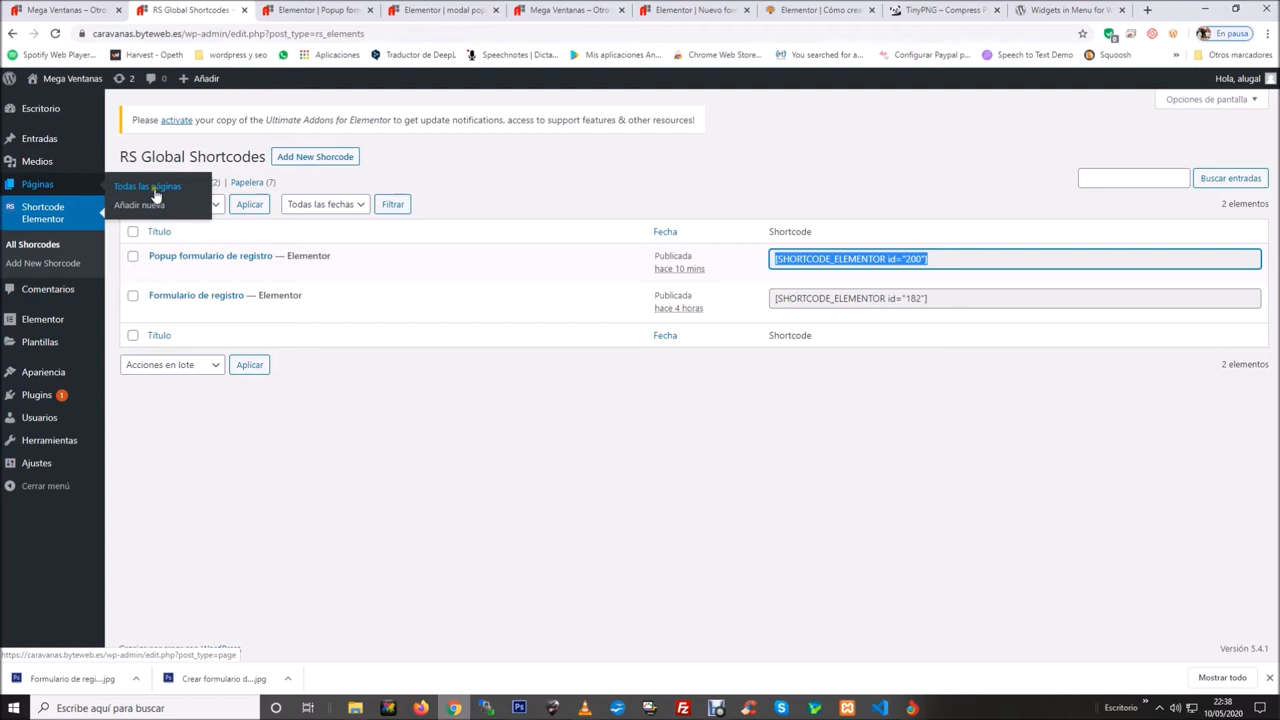 Mega Ventanas – Otro
RS Global Shortcodes
Elementor | Popup form
Elementor | modal pop
Mega Ventanas – Otro
Elementor | Nuevo for
Elementor | Cómo crea
TinyPNG – Compress P
Widgets in Menu for W
caravanas.byteweb.es/wp-admin/edit.php?post_type=rs_elements
En pausa
Spotify Web Player...
Harvest - Opeth
wordpress y seo
Aplicaciones
Traductor de DeepL
Speechnotes | Dicta...
Mis aplicaciones An...
Chrome Web Store...
You searched for a...
Configurar Paypal p...
Speech to Text Demo
Squoosh
Otros marcadores
Mega Ventanas
2
0
Añadir
Hola, alugal
Opciones de pantalla
Escritorio
Entradas
Medios
Páginas
Todas las páginas
Añadir nueva
Shortcode
Elementor
All Shorcodes
Add New Shorcode
Comentarios
Elementor
Plantillas
Apariencia
Plugins 1
Usuarios
Herramientas
Ajustes
Cerrar menú
Please activate your copy of the Ultimate Addons for Elementor to get update notifications, access to support features & other resources!
RS Global Shortcodes
Add New Shorcode
(2) | Papelera (7)
Buscar entradas
Aplicar
Todas las fechas
Filtrar
2 elementos
Título
Fecha
Shortcode
Popup formulario de registro — Elementor
Publicada
hace 10 mins
[SHORTCODE_ELEMENTOR id="200"]
Formulario de registro — Elementor
Publicada
hace 4 horas
[SHORTCODE_ELEMENTOR id="182"]
Título
Fecha
Shortcode
Acciones en lote
Aplicar
2 elementos
Versión 5.4.1
https://caravanas.byteweb.es/wp-admin/edit.php?post_type=page
Formulario de regi....jpg
Crear formulario d....jpg
Mostrar todo
Escribe aquí para buscar
Escritorio
22:38
10/05/2020